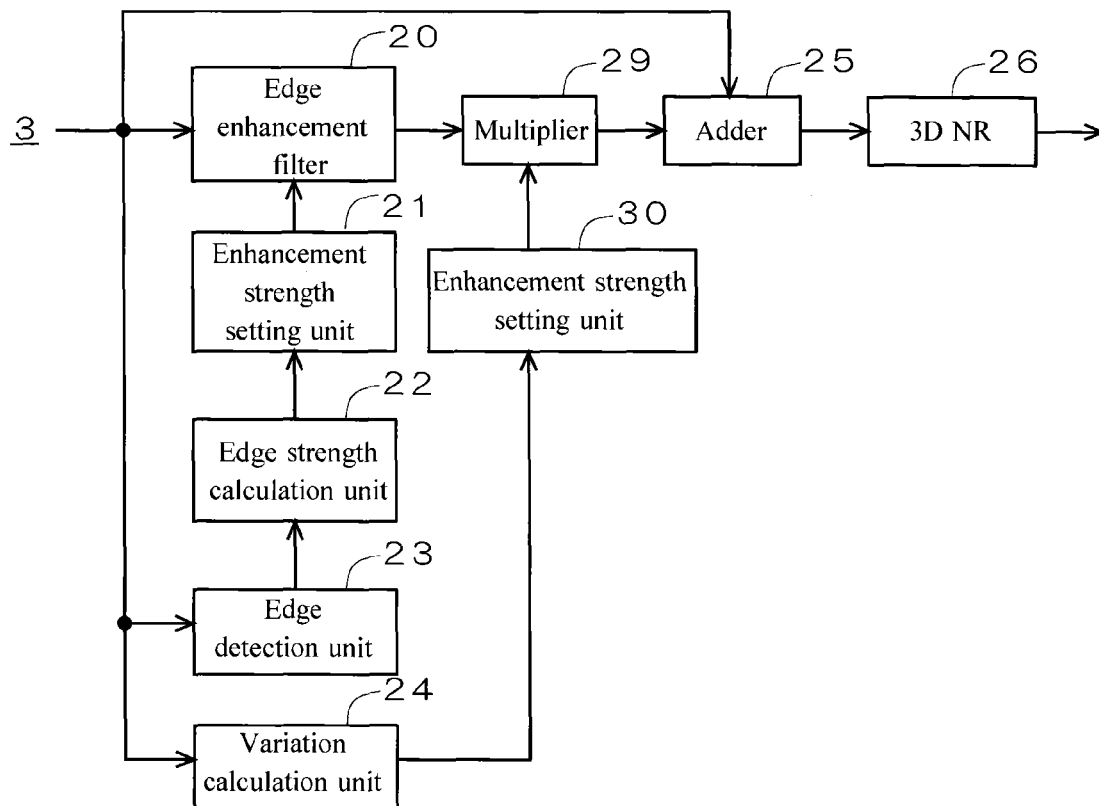 20
29
25
26
3
Edge
enhancement
filter
Multiplier
Adder
3D NR
21
30
Enhancement
strength
setting unit
Enhancement strength
setting unit
22
Edge strength
calculation unit
23
Edge
detection unit
24
Variation
calculation unit